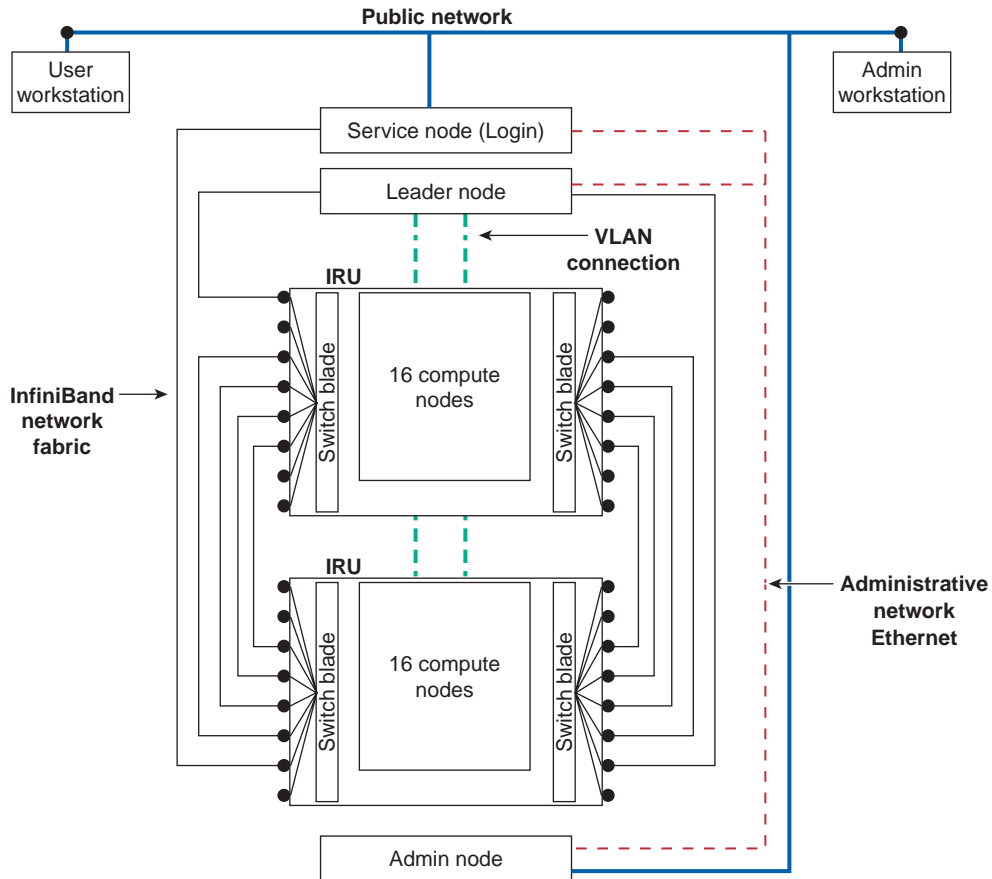 Public network
User
workstation
Admin
workstation
Service node (Login)
Leader node
VLAN
connection
IRU
Switch blade
16 compute
nodes
Switch blade
InfiniBand
network
fabric
IRU
Switch blade
16 compute
nodes
Switch blade
Administrative
network
Ethernet
Admin node